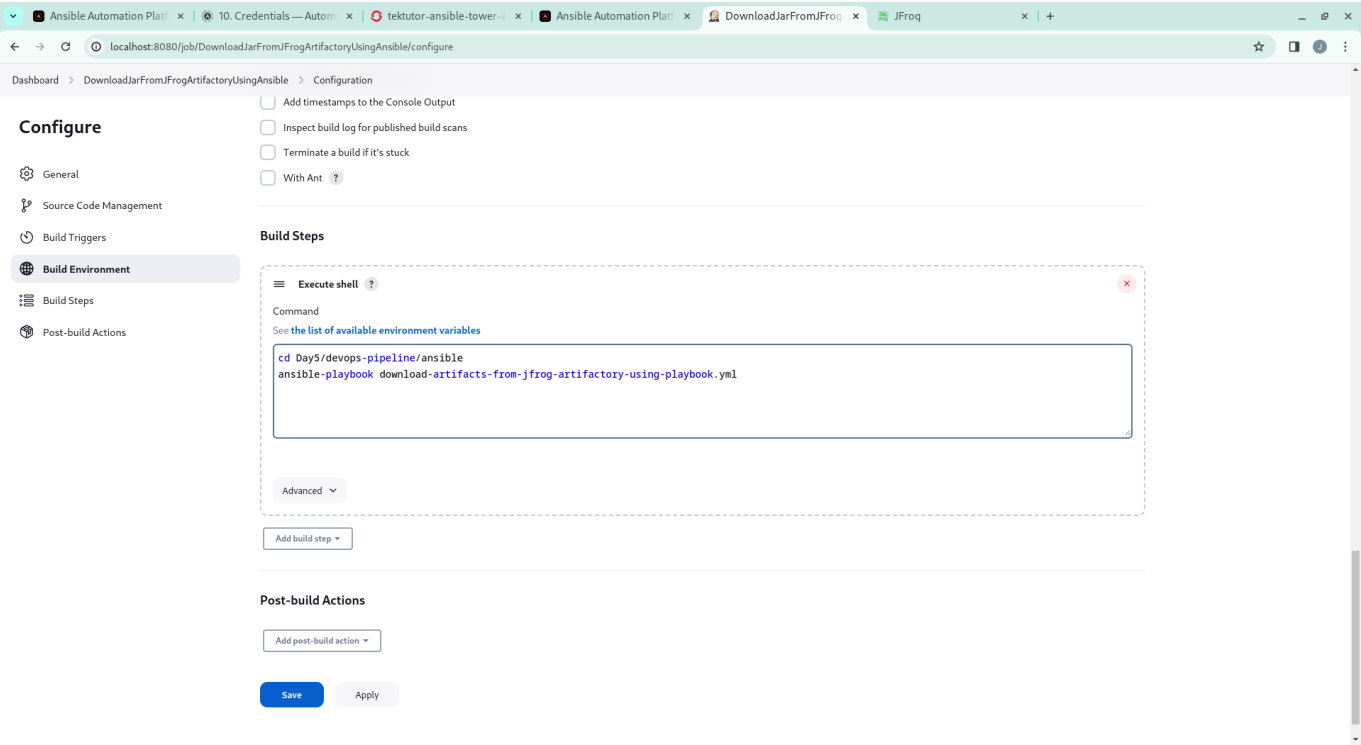 Ansible Automation Platf
10. Credentials — Autom
tektutor-ansible-tower-a
Ansible Automation Platf
DownloadJarFromJFrog
JFrog
localhost:8080/job/DownloadJarFromJFrogArtifactoryUsingAnsible/configure
J
Dashboard > DownloadJarFromJFrogArtifactoryUsingAnsible > Configuration
Configure
General
Source Code Management
Build Triggers
Build Environment
Build Steps
Post-build Actions
Add timestamps to the Console Output
Inspect build log for published build scans
Terminate a build if it's stuck
With Ant ?
Build Steps
Execute shell ?
Command
See the list of available environment variables
cd Day5/devops-pipeline/ansible
ansible-playbook download-artifacts-from-jfrog-artifactory-using-playbook.yml
Advanced
Add build step
Post-build Actions
Add post-build action
Save
Apply